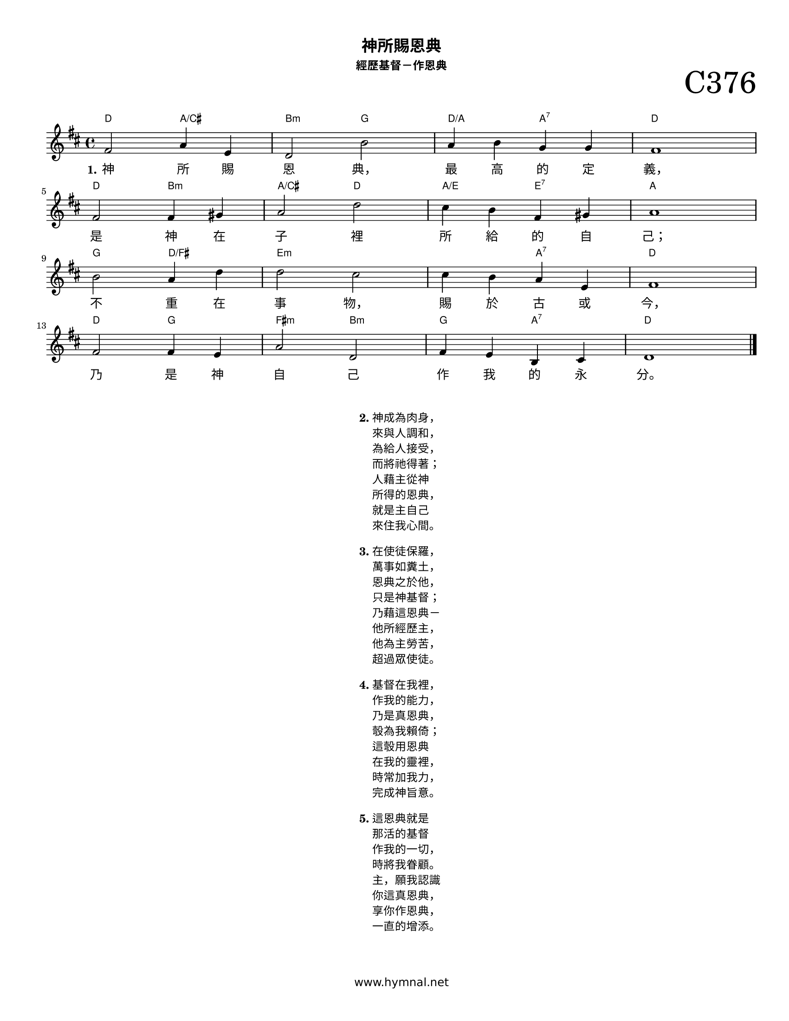 神所賜恩典
經歷基督－作恩典
C376
D A/C♯ Bm G D/A A7 D
1. 神 所 賜 恩 典， 最 高 的 定 義，
5 D Bm A/C♯ D A/E E7 A
是 神 在 子 裡 所 給 的 自 己；
9 G D/F♯ Em A7 D
不 重 在 事 物， 賜 於 古 或 今，
13 D G F♯m Bm G A7 D
乃 是 神 自 己 作 我 的 永 分。
2. 神成為肉身，
來與人調和，
為給人接受，
而將祂得著；
人藉主從神
所得的恩典，
就是主自己
來住我心間。
3. 在使徒保羅，
萬事如糞土，
恩典之於他，
只是神基督；
乃藉這恩典－
他所經歷主，
他為主勞苦，
超過眾使徒。
4. 基督在我裡，
作我的能力，
乃是真恩典，
彀為我賴倚；
這彀用恩典
在我的靈裡，
時常加我力，
完成神旨意。
5. 這恩典就是
那活的基督
作我的一切，
時將我眷顧。
主，願我認識
你這真恩典，
享你作恩典，
一直的增添。
www.hymnal.net